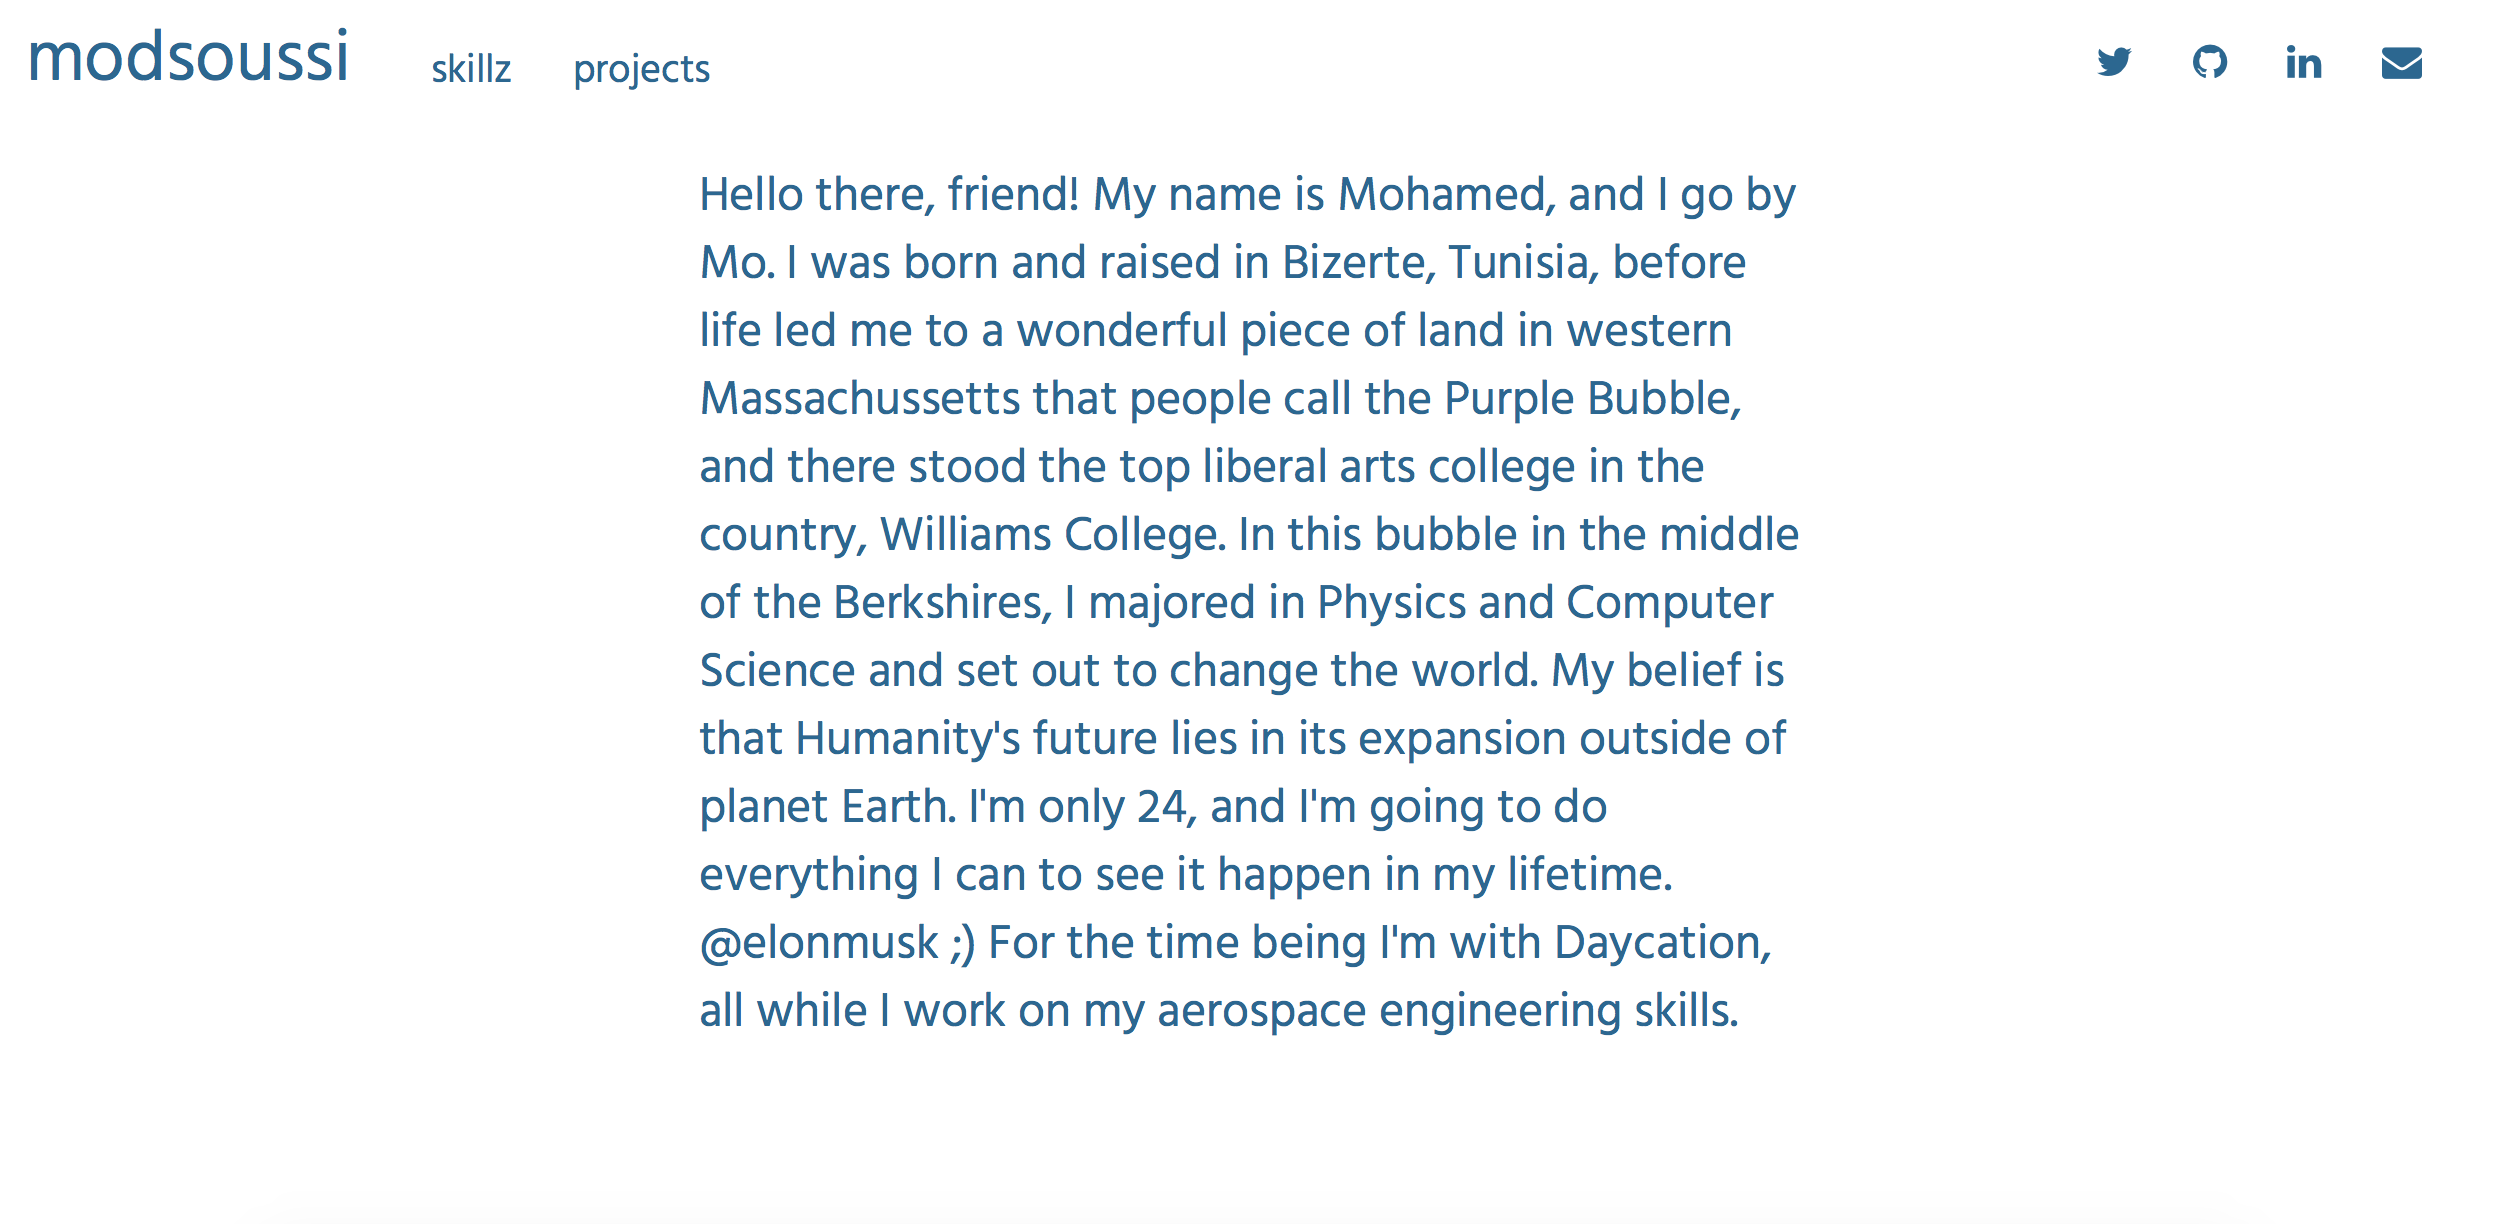 modsoussi
skillz
projects
Hello there, friend! My name is Mohamed, and I go by
Mo. I was born and raised in Bizerte, Tunisia, before
life led me to a wonderful piece of land in western
Massachussetts that people call the Purple Bubble,
and there stood the top liberal arts college in the
country, Williams College. In this bubble in the middle
of the Berkshires, I majored in Physics and Computer
Science and set out to change the world. My belief is
that Humanity's future lies in its expansion outside of
planet Earth. I'm only 24, and I'm going to do
everything I can to see it happen in my lifetime.
@elonmusk ;) For the time being I'm with Daycation,
all while I work on my aerospace engineering skills.